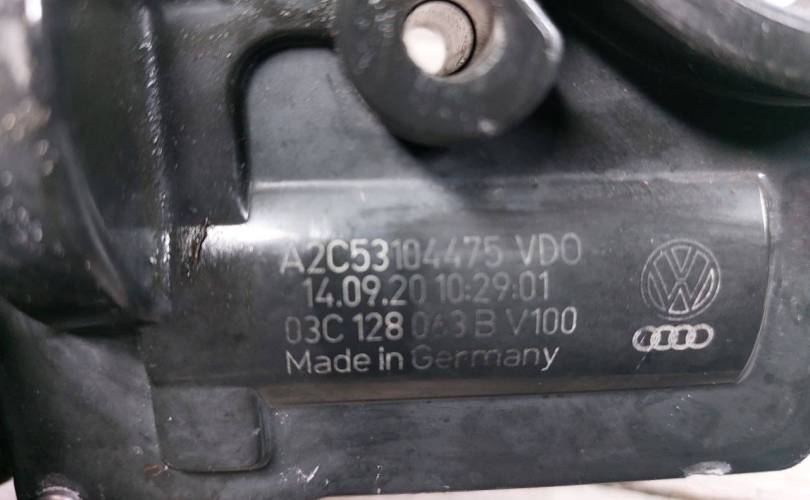 A2C53104475 VDO
14.09.20 10:29:01
03C 128 063 B V100
Made in Germany